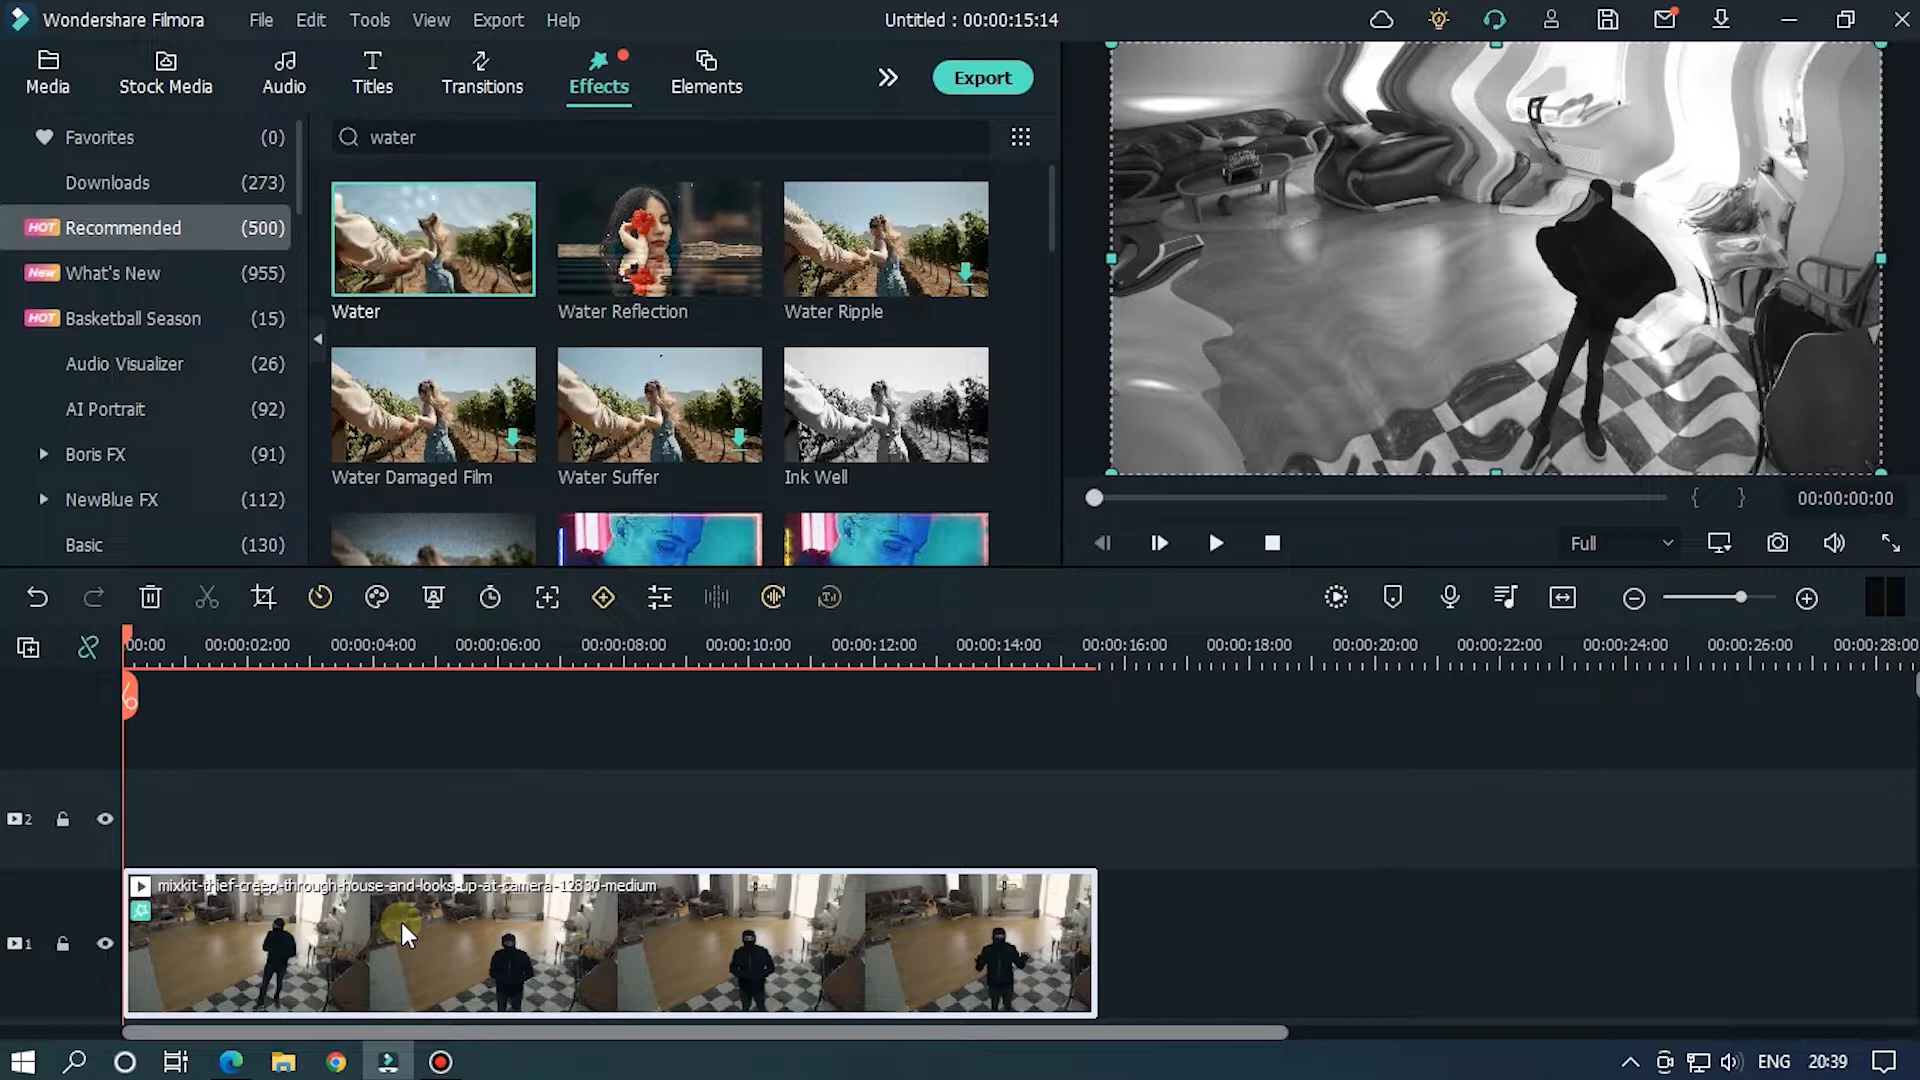 Wondershare Filmora File Edit Tools View Export Help Untitled : 00:00:15:14
Media Stock Media Audio Titles Transitions Effects Elements Export
Favorites (0)
Downloads (273)
HOT Recommended (500)
New What's New (955)
HOT Basketball Season (15)
Audio Visualizer (26)
AI Portrait (92)
Boris FX (91)
NewBlue FX (112)
Basic (130)
water
Water Water Reflection Water Ripple
Water Damaged Film Water Suffer Ink Well
{ } 00:00:00:00
Full
00:00 00:00:02:00 00:00:04:00 00:00:06:00 00:00:08:00 00:00:10:00 00:00:12:00 00:00:14:00 00:00:16:00 00:00:18:00 00:00:20:00 00:00:22:00 00:00:24:00 00:00:26:00 00:00:28:00
2
mixkit-thief-creep-through-house-and-looks-up-at-camera-12830-medium
1
ENG 20:39